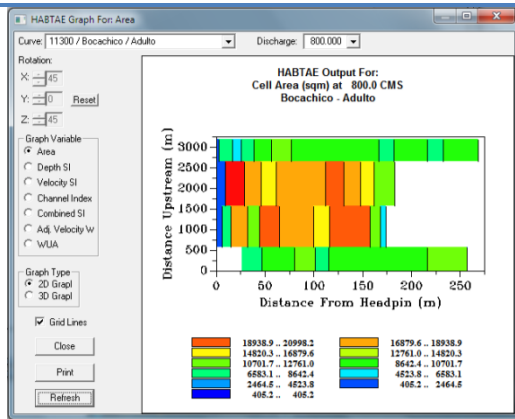 HABTAE Graph For: Area
Curve: 11300 / Bocachico / Adulto
Discharge: 800.000
Rotation:
X: 45
Y: 0
Reset
Z: 45
Graph Variable
Area
Depth SI
Velocity SI
Channel Index
Combined SI
Adj. Velocity W
WUA
Graph Type
2D Grapl
3D Grapl
Grid Lines
Close
Print
Refresh
HABTAE Output For:
Cell Area (sqm) at 800.0 CMS
Bocachico - Adulto
Distance Upstream (m)
3000
2500
2000
1500
1000
500
0
0 50 100 150 200 250
Distance From Headpin (m)
18938.9 .. 20998.2 16879.6 .. 18938.9
14820.3 .. 16879.6 12761.0 .. 14820.3
10701.7 .. 12761.0 8642.4 .. 10701.7
6583.1 .. 8642.4 4523.8 .. 6583.1
2464.5 .. 4523.8 405.2 .. 2464.5
405.2 .. 405.2